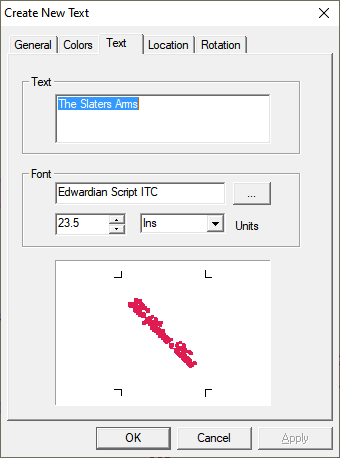 Create New Text
General
Colors
Text
Location
Rotation
Text
The Slaters Arms
Font
Edwardian Script ITC
...
23.5
Ins
Units
OK
Cancel
Apply